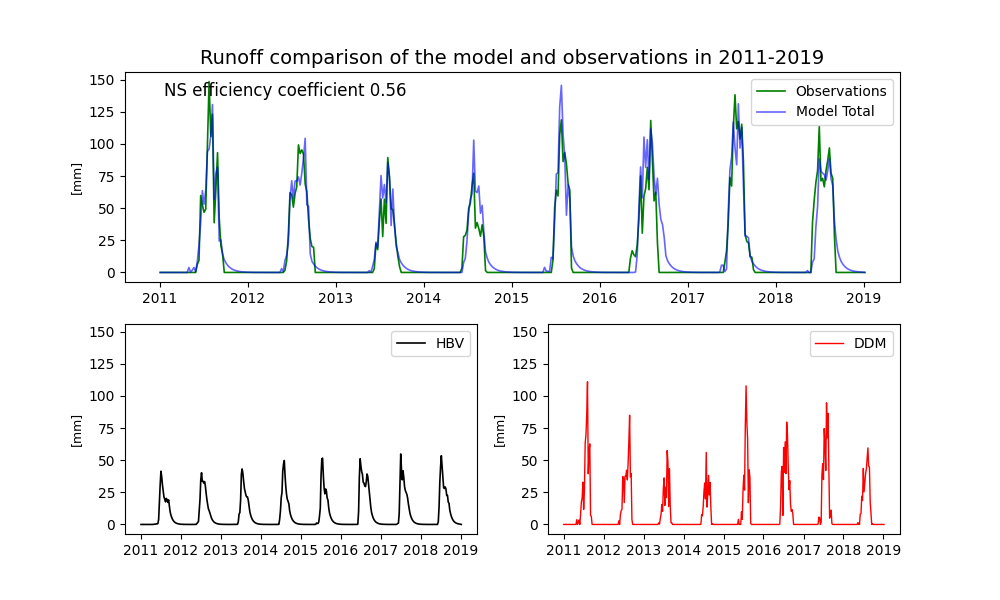 Runoff comparison of the model and observations in 2011-2019
NS efficiency coefficient 0.56
Observations
Model Total
[mm]
150
125
100
75
50
25
0
2011 2012 2013 2014 2015 2016 2017 2018 2019
HBV
[mm]
150
125
100
75
50
25
0
2011 2012 2013 2014 2015 2016 2017 2018 2019
DDM
[mm]
150
125
100
75
50
25
0
2011 2012 2013 2014 2015 2016 2017 2018 2019